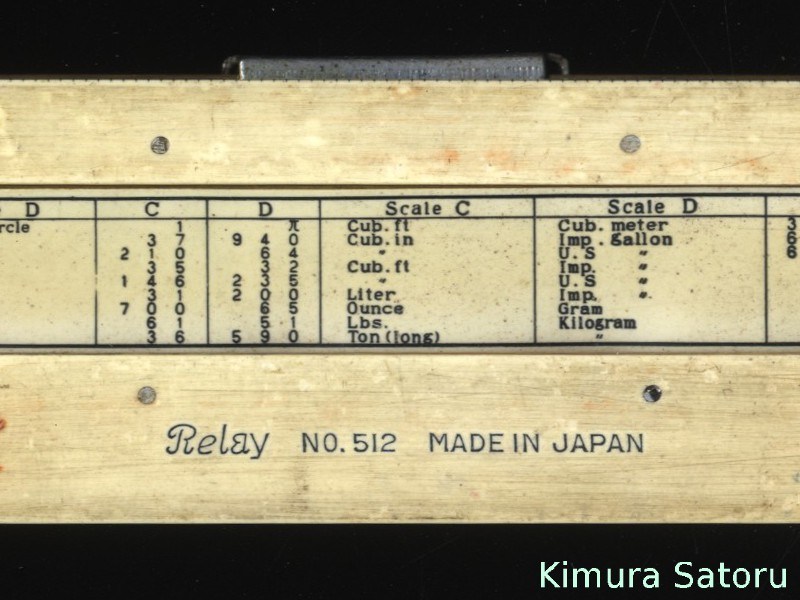 e D C D Scale C Scale D
rcle 1 π Cub. ft Cub. meter 3
3 7 9 4 0 Cub. in Imp. gallon 6
2 1 0 6 4 〃 U.S 〃 6
3 5 3 2 Cub. ft Imp. 〃
1 4 6 2 3 5 〃 U.S 〃
3 1 2 0 0 Liter Imp. 〃
7 0 0 6 5 Ounce Gram
6 1 5 1 Lbs. Kilogram
3 6 5 9 0 Ton (long) 〃
Relay NO. 512 MADE IN JAPAN
Kimura Satoru